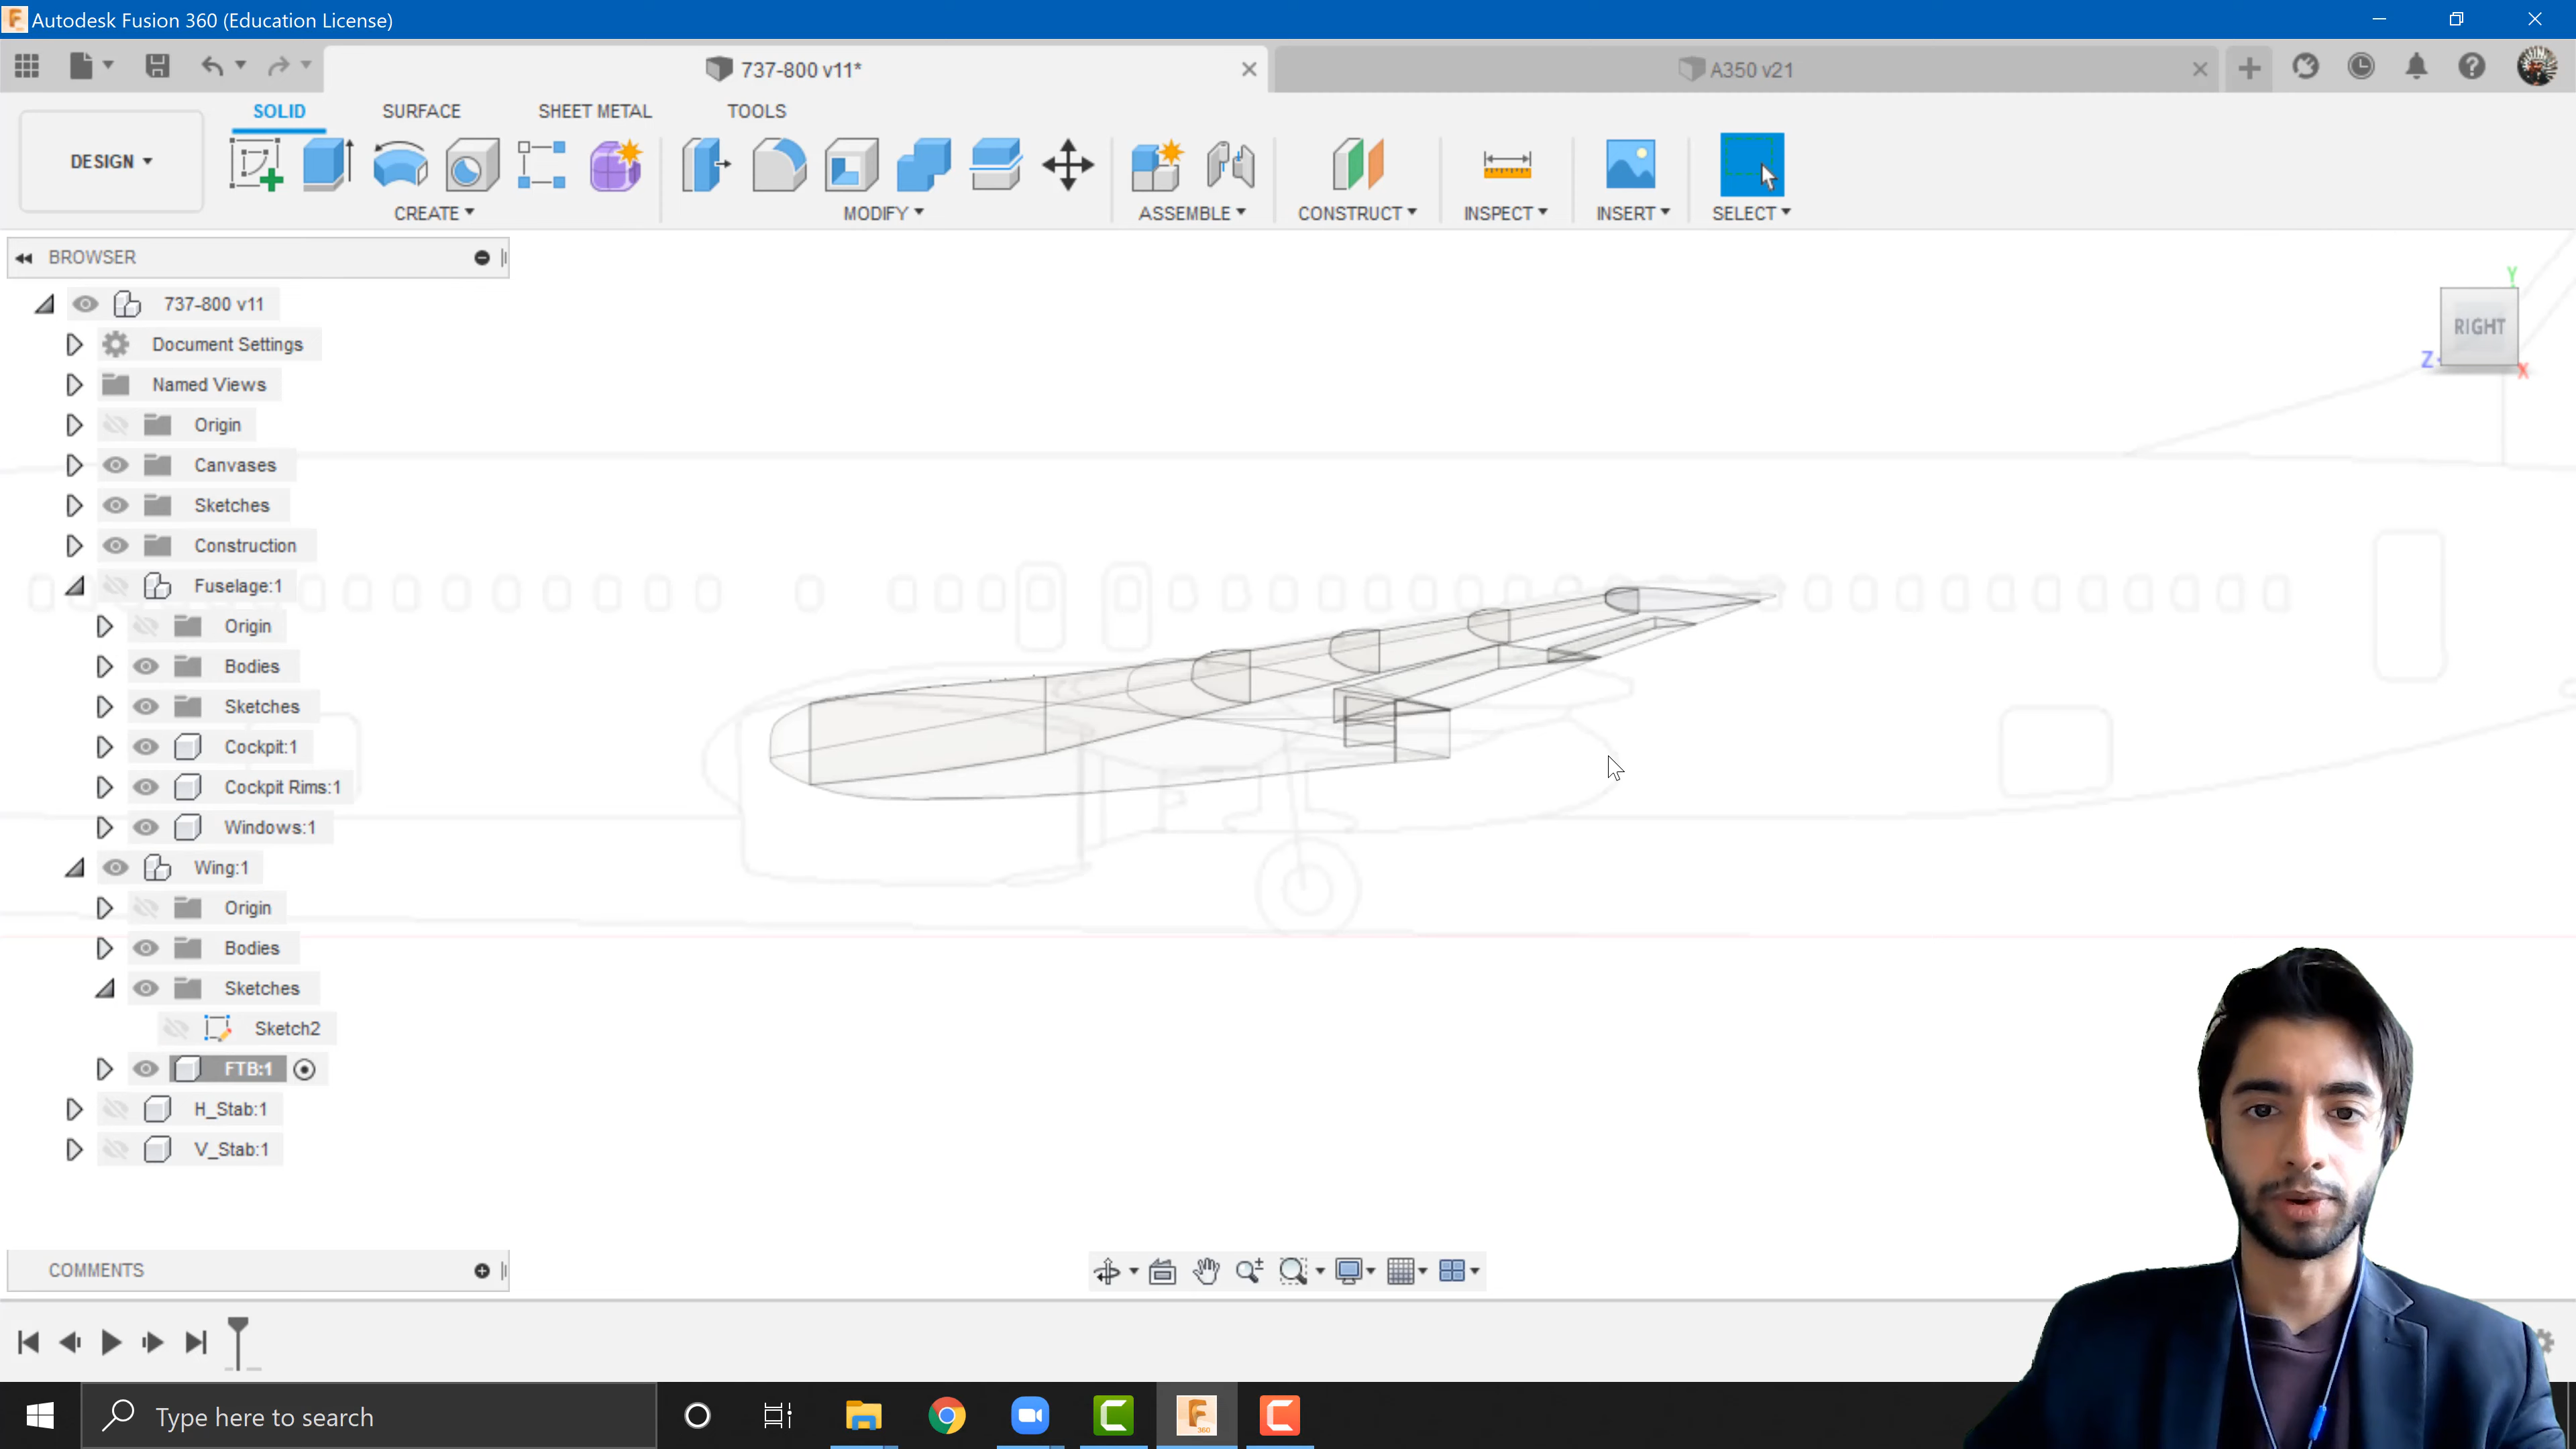 Autodesk Fusion 360 (Education License)
737-800 v11*
A350 v21
SOLID SURFACE SHEET METAL TOOLS
DESIGN
CREATE MODIFY ASSEMBLE CONSTRUCT INSPECT INSERT SELECT
BROWSER
737-800 v11
Document Settings
Named Views
Origin
Canvases
Sketches
Construction
Fuselage:1
Origin
Bodies
Sketches
Cockpit:1
Cockpit Rims:1
Windows:1
Wing:1
Origin
Bodies
Sketches
Sketch2
FTB:1
H_Stab:1
V_Stab:1
Y
RIGHT
Z
X
COMMENTS
Type here to search
360